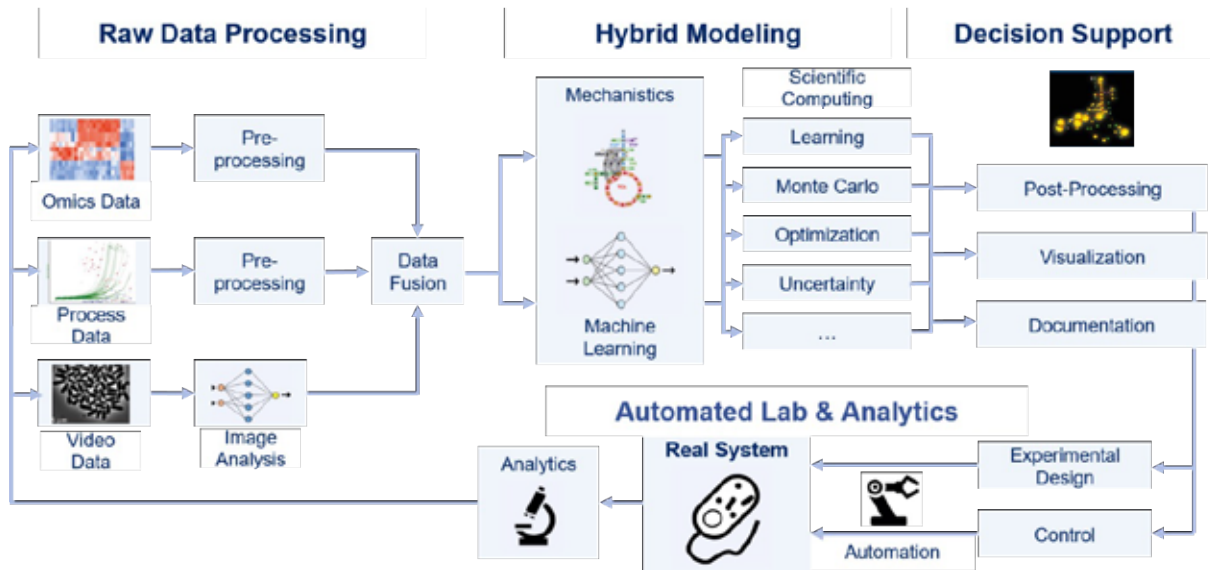 Raw Data Processing
Hybrid Modeling
Decision Support
Omics Data
Pre-
processing
Process
Data
Pre-
processing
Video
Data
Image
Analysis
Data
Fusion
Mechanistics
Machine
Learning
Scientific
Computing
Learning
Monte Carlo
Optimization
Uncertainty
...
Post-Processing
Visualization
Documentation
Automated Lab & Analytics
Analytics
Real System
Automation
Experimental
Design
Control